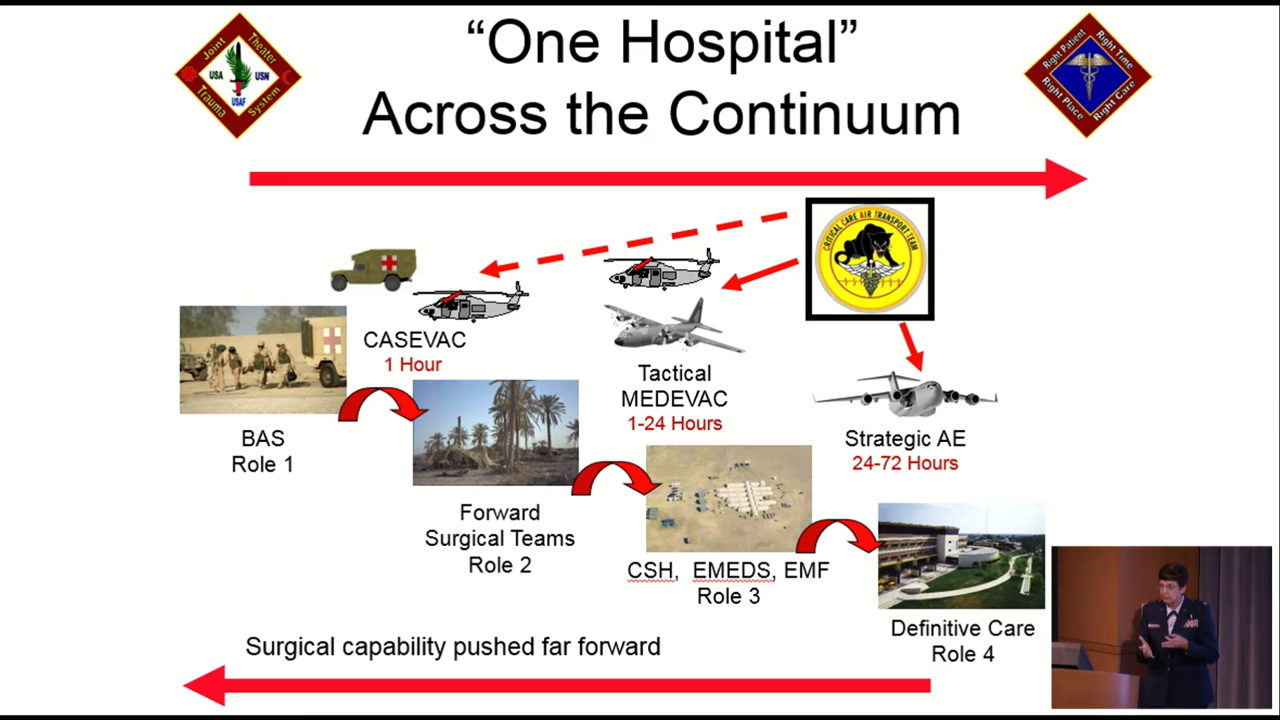 “One Hospital”
Across the Continuum
Joint
Theater
Trauma
System
USA
USN
USAF
Right Patient
Right Time
Right Place
Right Care
CRITICAL CARE AIR TRANSPORT TEAM
CASEVAC
1 Hour
Tactical
MEDEVAC
1-24 Hours
Strategic AE
24-72 Hours
BAS
Role 1
Forward
Surgical Teams
Role 2
CSH, EMEDS, EMF
Role 3
Definitive Care
Role 4
Surgical capability pushed far forward